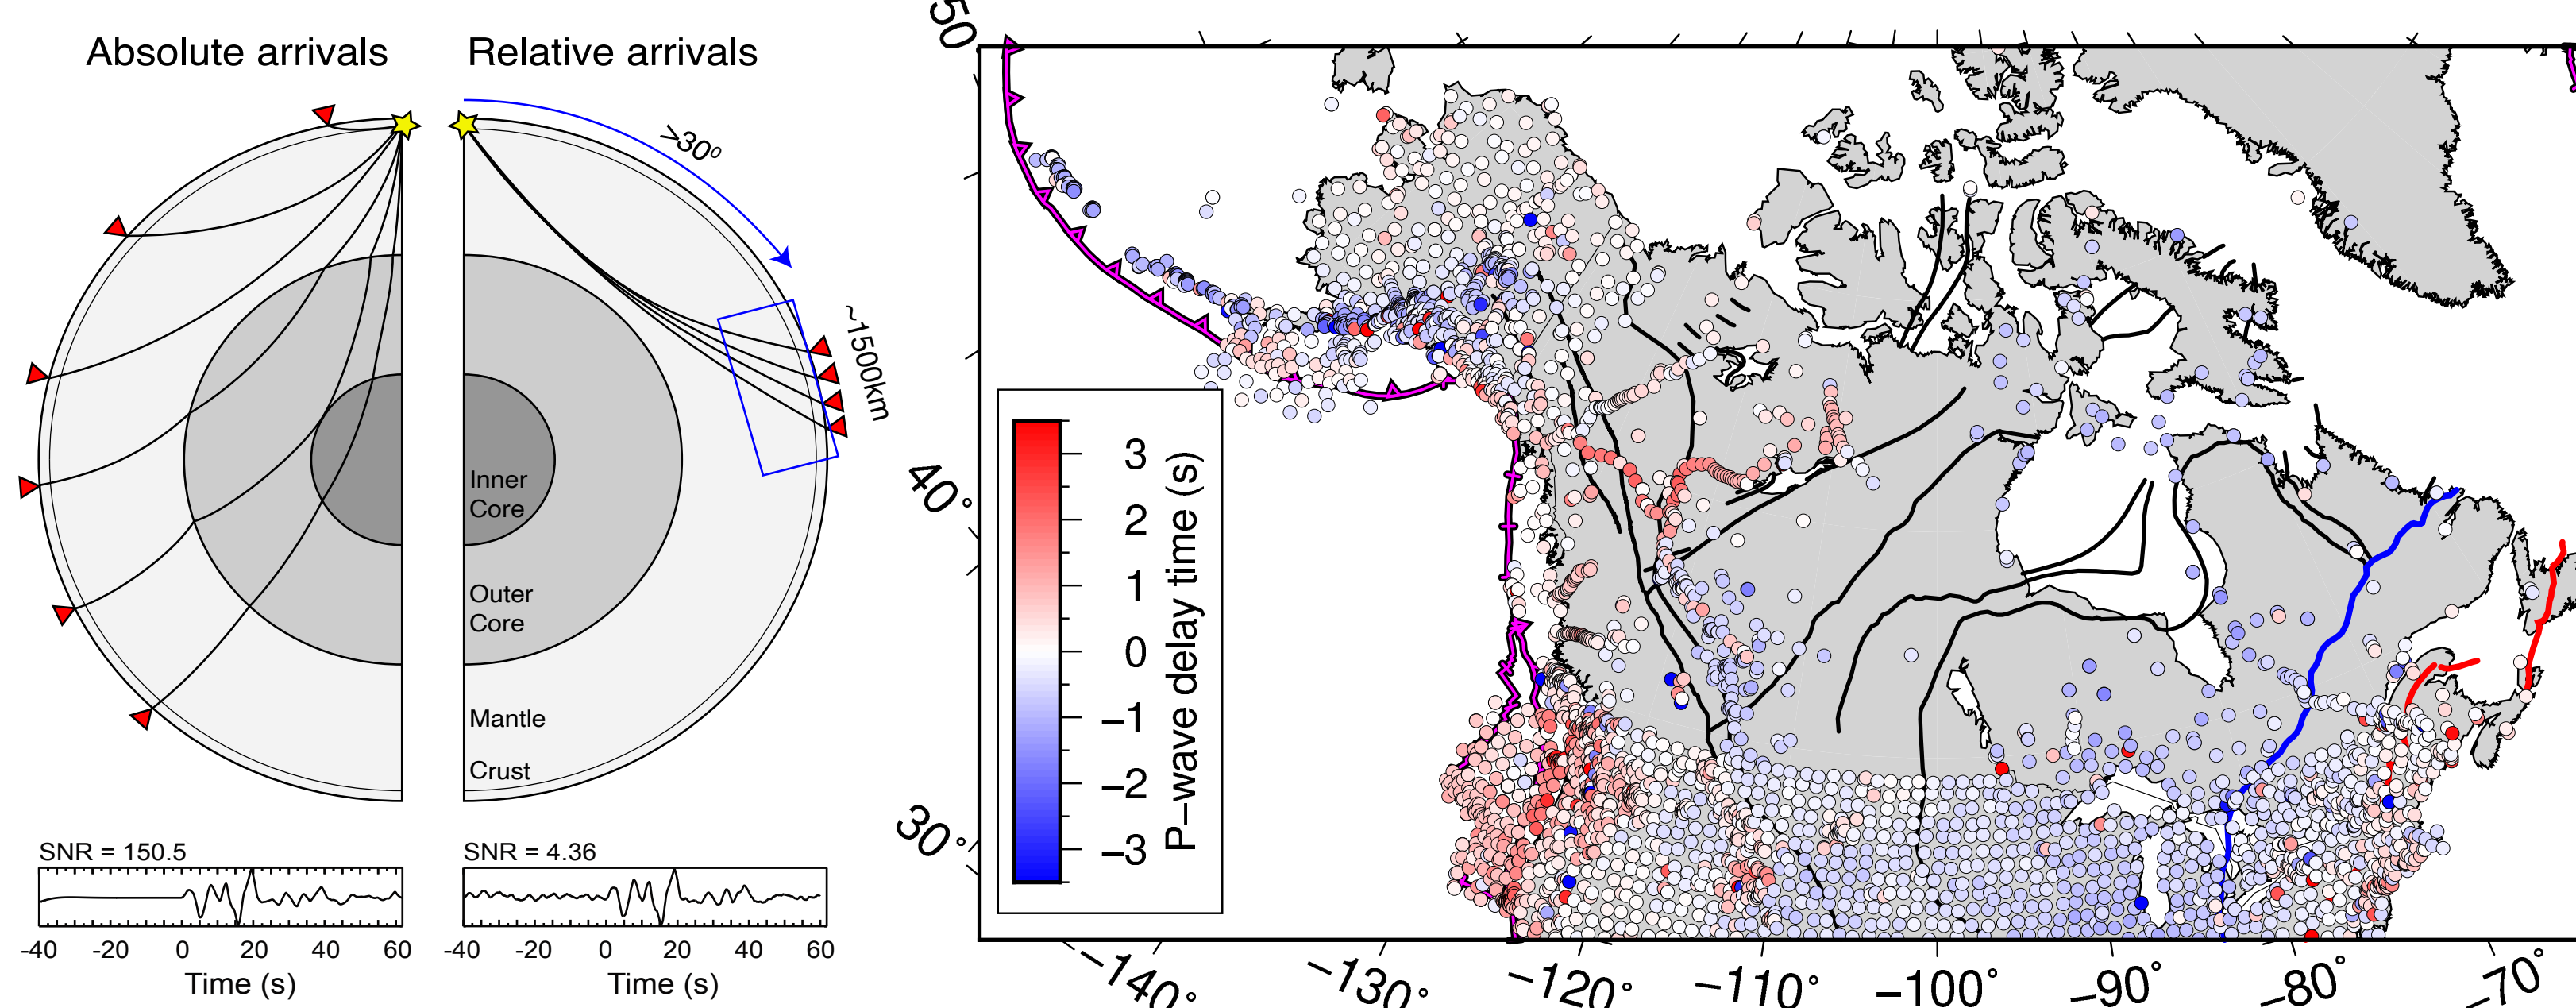 Absolute arrivals
Relative arrivals
>30⁰
~1500km
Inner
Core
Outer
Core
Mantle
Crust
SNR = 150.5
SNR = 4.36
-40 -20 0 20 40 60
-40 -20 0 20 40 60
Time (s)
Time (s)
50
40°
30°
3
2
1
0
−1
−2
−3
P−wave delay time (s)
−140°
−130°
−120°
−110°
−100°
−90°
−80°
−70°